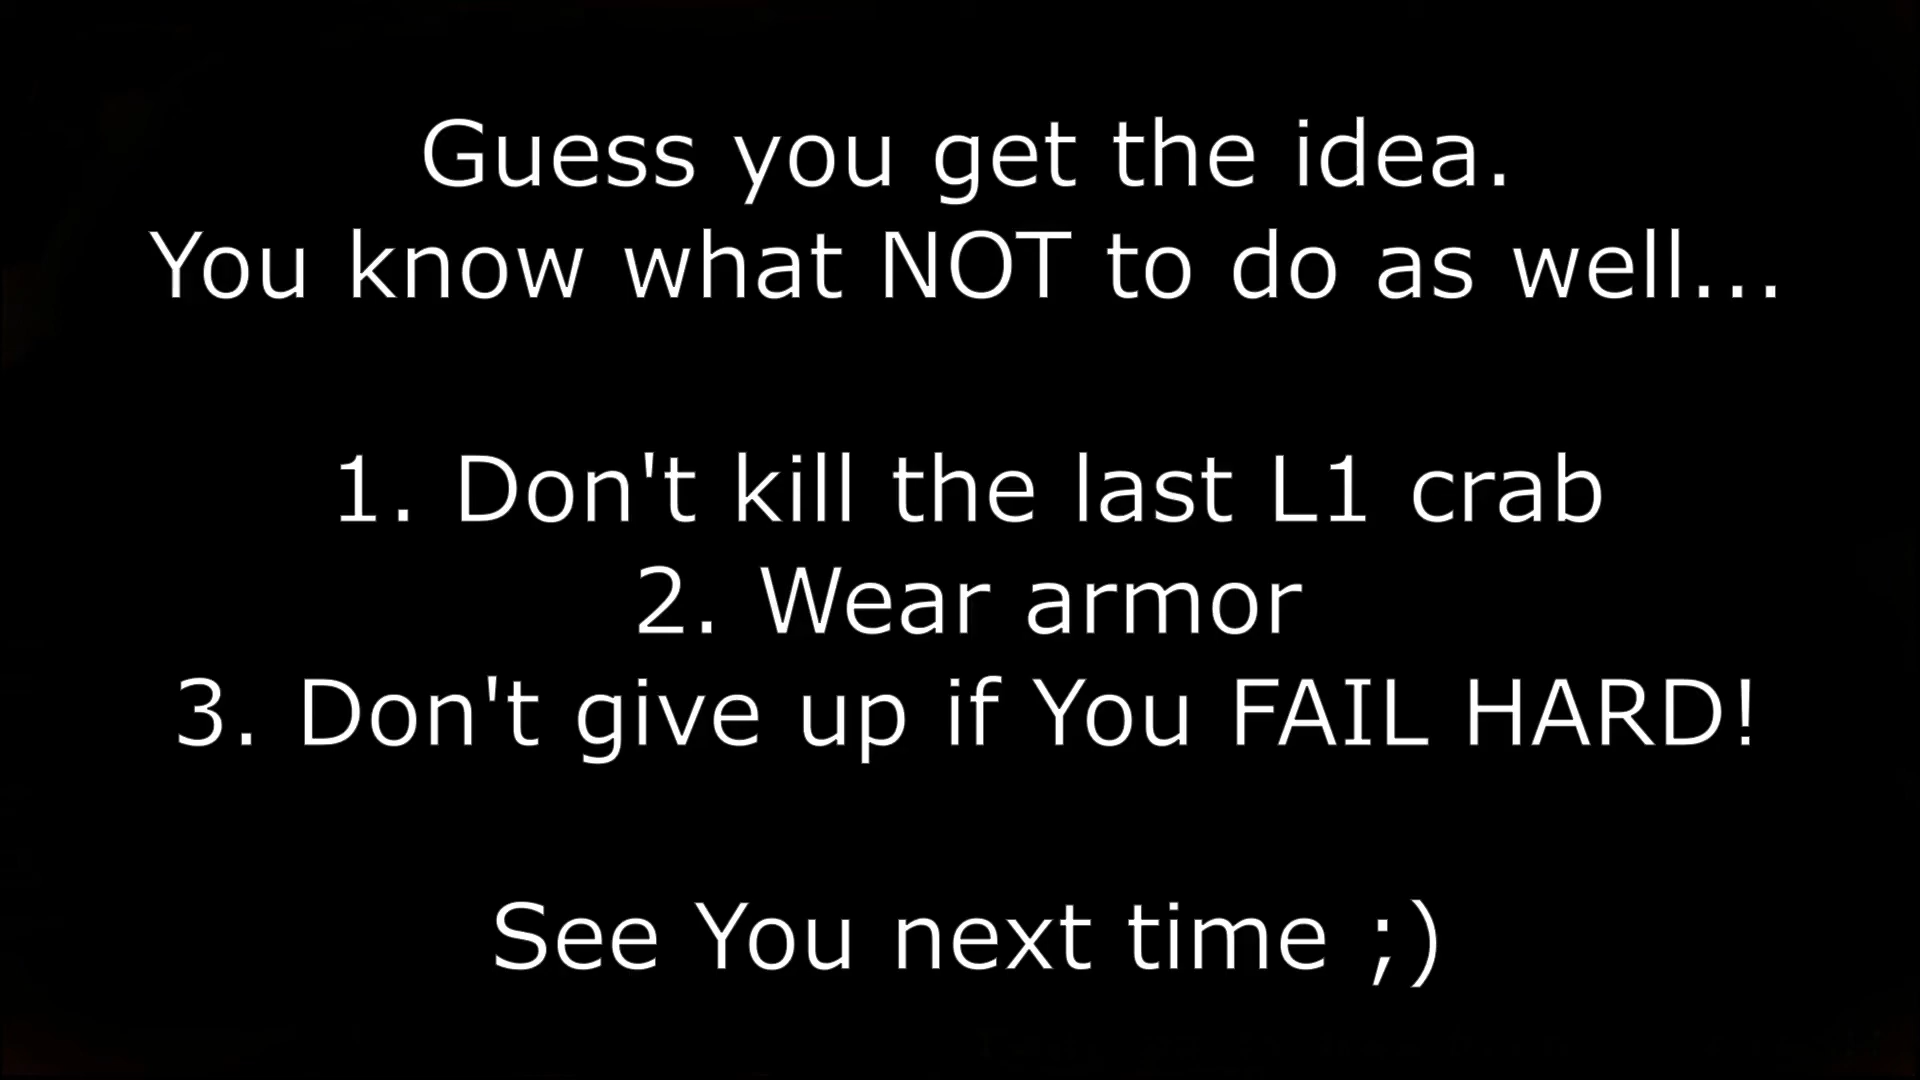 Guess you get the idea.
You know what NOT to do as well...
1. Don't kill the last L1 crab
2. Wear armor
3. Don't give up if You FAIL HARD!
See You next time ;)